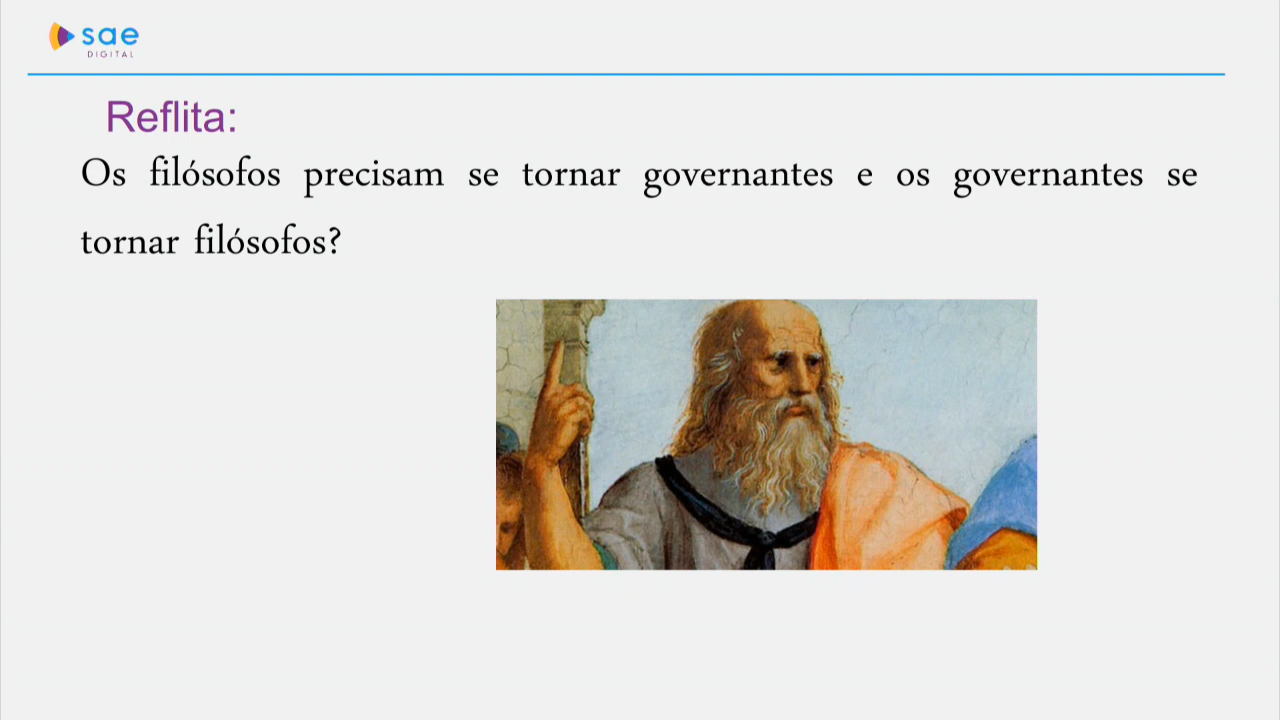 sae
DIGITAL
Reflita:
Os filósofos precisam se tornar governantes e os governantes se
tornar filósofos?